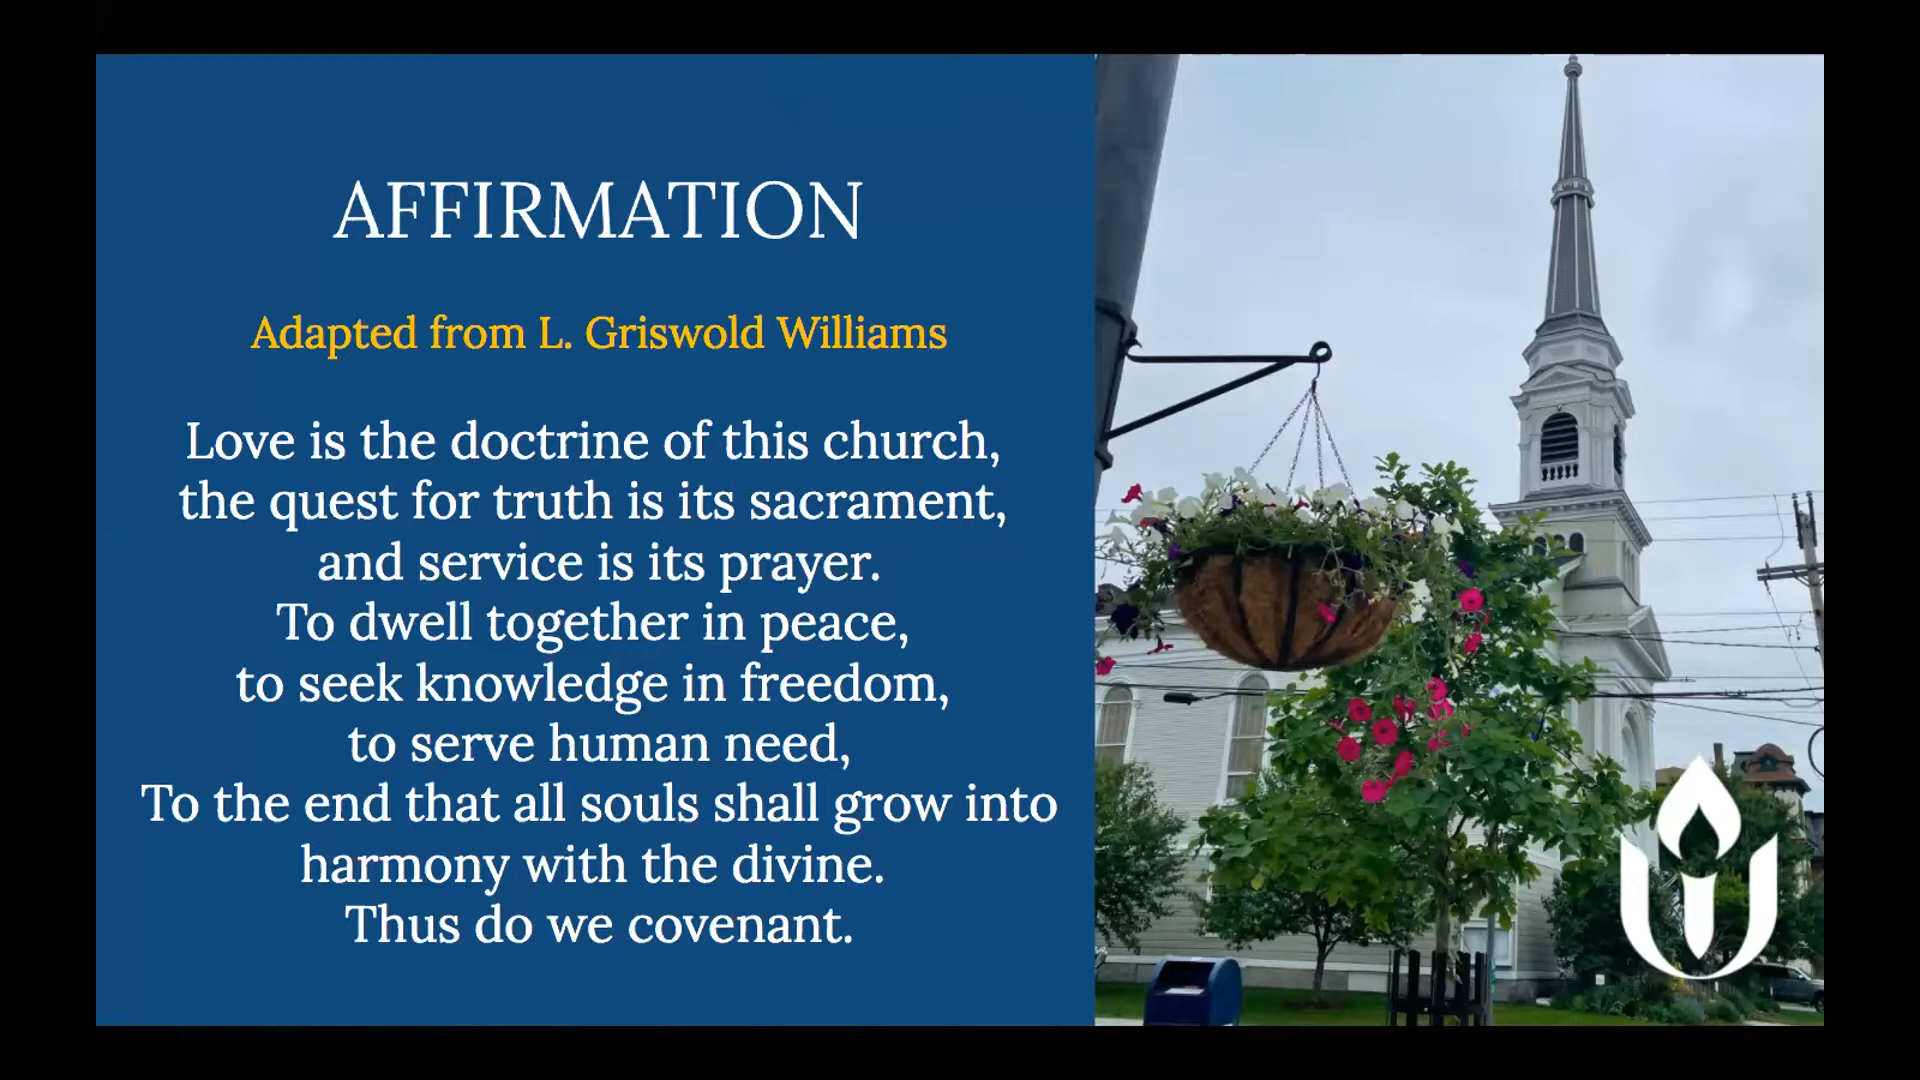 AFFIRMATION
Adapted from L. Griswold Williams
Love is the doctrine of this church,
the quest for truth is its sacrament,
and service is its prayer.
To dwell together in peace,
to seek knowledge in freedom,
to serve human need,
To the end that all souls shall grow into
harmony with the divine.
Thus do we covenant.